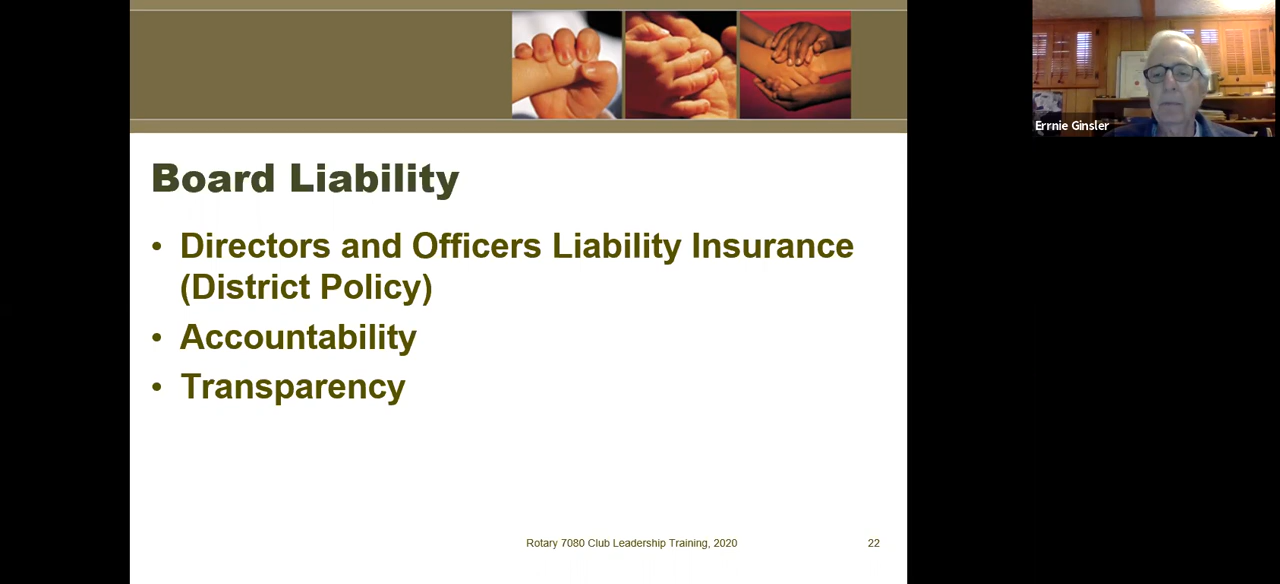 Errnie Ginsler
Board Liability
• Directors and Officers Liability Insurance
(District Policy)
• Accountability
• Transparency
Rotary 7080 Club Leadership Training, 2020
22